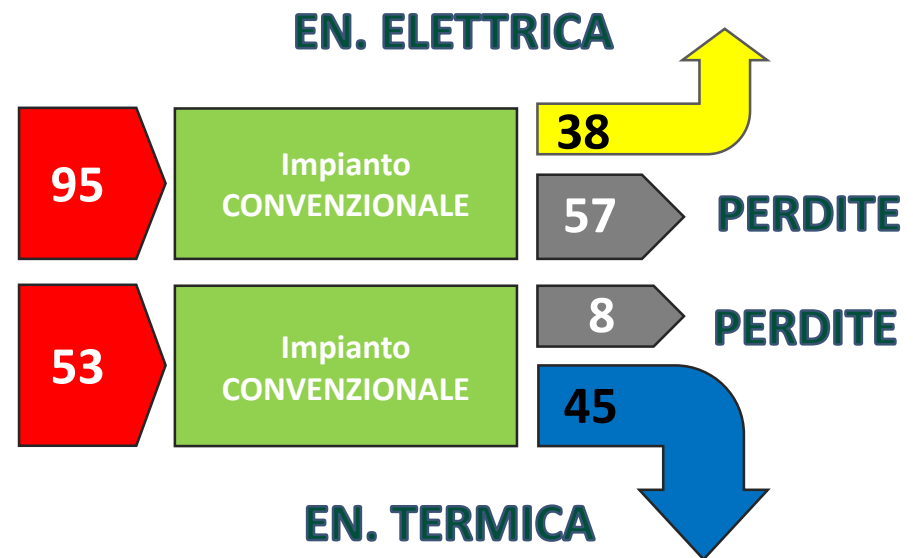 EN. ELETTRICA
38
95
Impianto
CONVENZIONALE
57
PERDITE
8
PERDITE
53
Impianto
CONVENZIONALE
45
EN. TERMICA